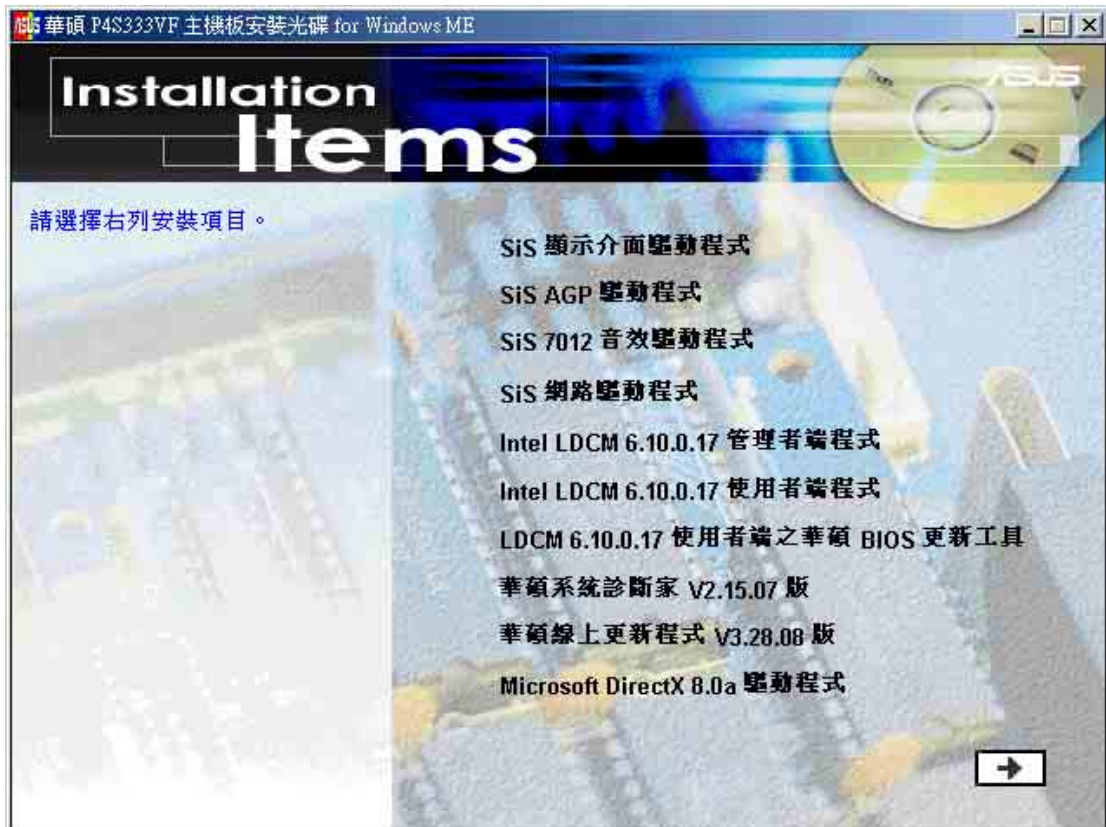 華碩 P4S333VF 主機板安裝光碟 for Windows ME
ASUS
Installation
Items
請選擇右列安裝項目。
SiS 顯示介面驅動程式
SiS AGP 驅動程式
SiS 7012 音效驅動程式
SiS 網路驅動程式
Intel LDCM 6.10.0.17 管理者端程式
Intel LDCM 6.10.0.17 使用者端程式
LDCM 6.10.0.17 使用者端之華碩 BIOS 更新工具
華碩系統診斷家 V2.15.07 版
華碩線上更新程式 V3.28.08 版
Microsoft DirectX 8.0a 驅動程式